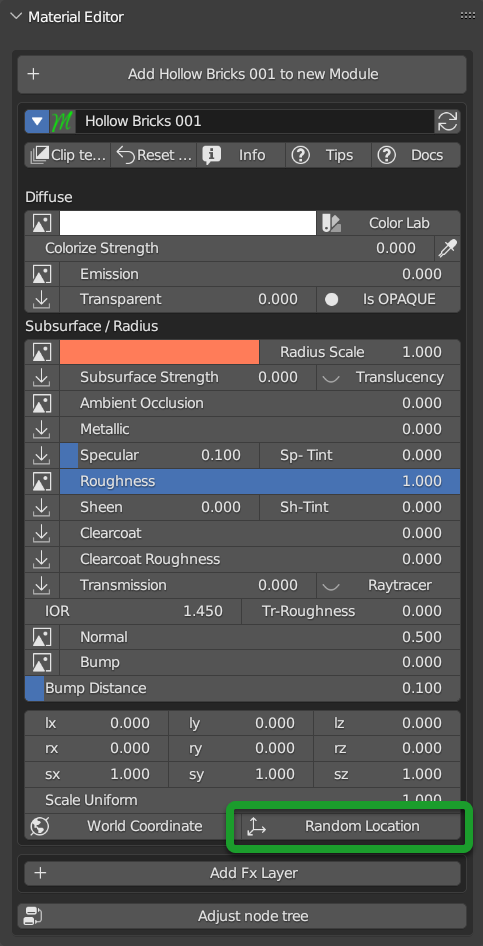 Material Editor
Add Hollow Bricks 001 to new Module
Hollow Bricks 001
Clip te... Reset ... Info Tips Docs
Diffuse
Color Lab
Colorize Strength 0.000
Emission 0.000
Transparent 0.000 Is OPAQUE
Subsurface / Radius
Radius Scale 1.000
Subsurface Strength 0.000 Translucency
Ambient Occlusion 0.000
Metallic 0.000
Specular 0.100 Sp- Tint 0.000
Roughness 1.000
Sheen 0.000 Sh-Tint 0.000
Clearcoat 0.000
Clearcoat Roughness 0.000
Transmission 0.000 Raytracer
IOR 1.450 Tr-Roughness 0.000
Normal 0.500
Bump 0.000
Bump Distance 0.100
lx 0.000 ly 0.000 lz 0.000
rx 0.000 ry 0.000 rz 0.000
sx 1.000 sy 1.000 sz 1.000
Scale Uniform 1.000
World Coordinate Random Location
Add Fx Layer
Adjust node tree